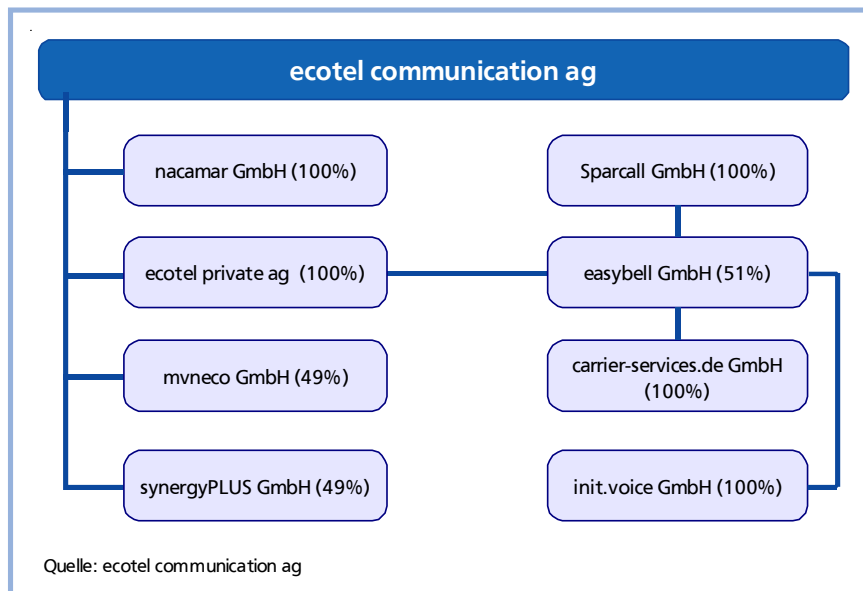 ecotel communication ag
nacamar GmbH (100%)
Sparcall GmbH (100%)
ecotel private ag (100%)
easybell GmbH (51%)
mvneco GmbH (49%)
carrier-services.de GmbH
(100%)
synergyPLUS GmbH (49%)
init.voice GmbH (100%)
Quelle: ecotel communication ag